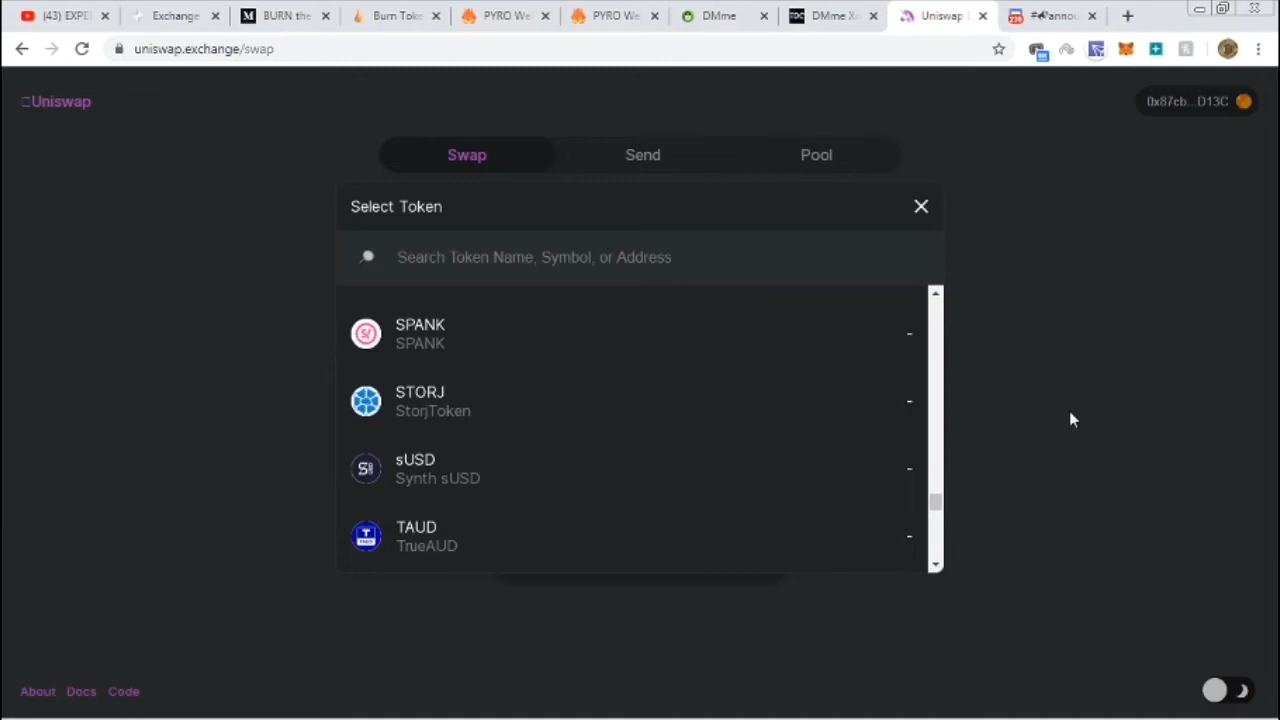 (43) EXPE
Exchange
BURN the
Burn Toke
PYRO We
PYRO We
DMme
DMme Xr
Uniswap
uniswap.exchange/swap
Uniswap
0x87cb...D13C
Swap
Send
Pool
Select Token
Search Token Name, Symbol, or Address
SPANK
SPANK
-
STORJ
StorjToken
-
sUSD
Synth sUSD
-
TAUD
TrueAUD
-
About
Docs
Code